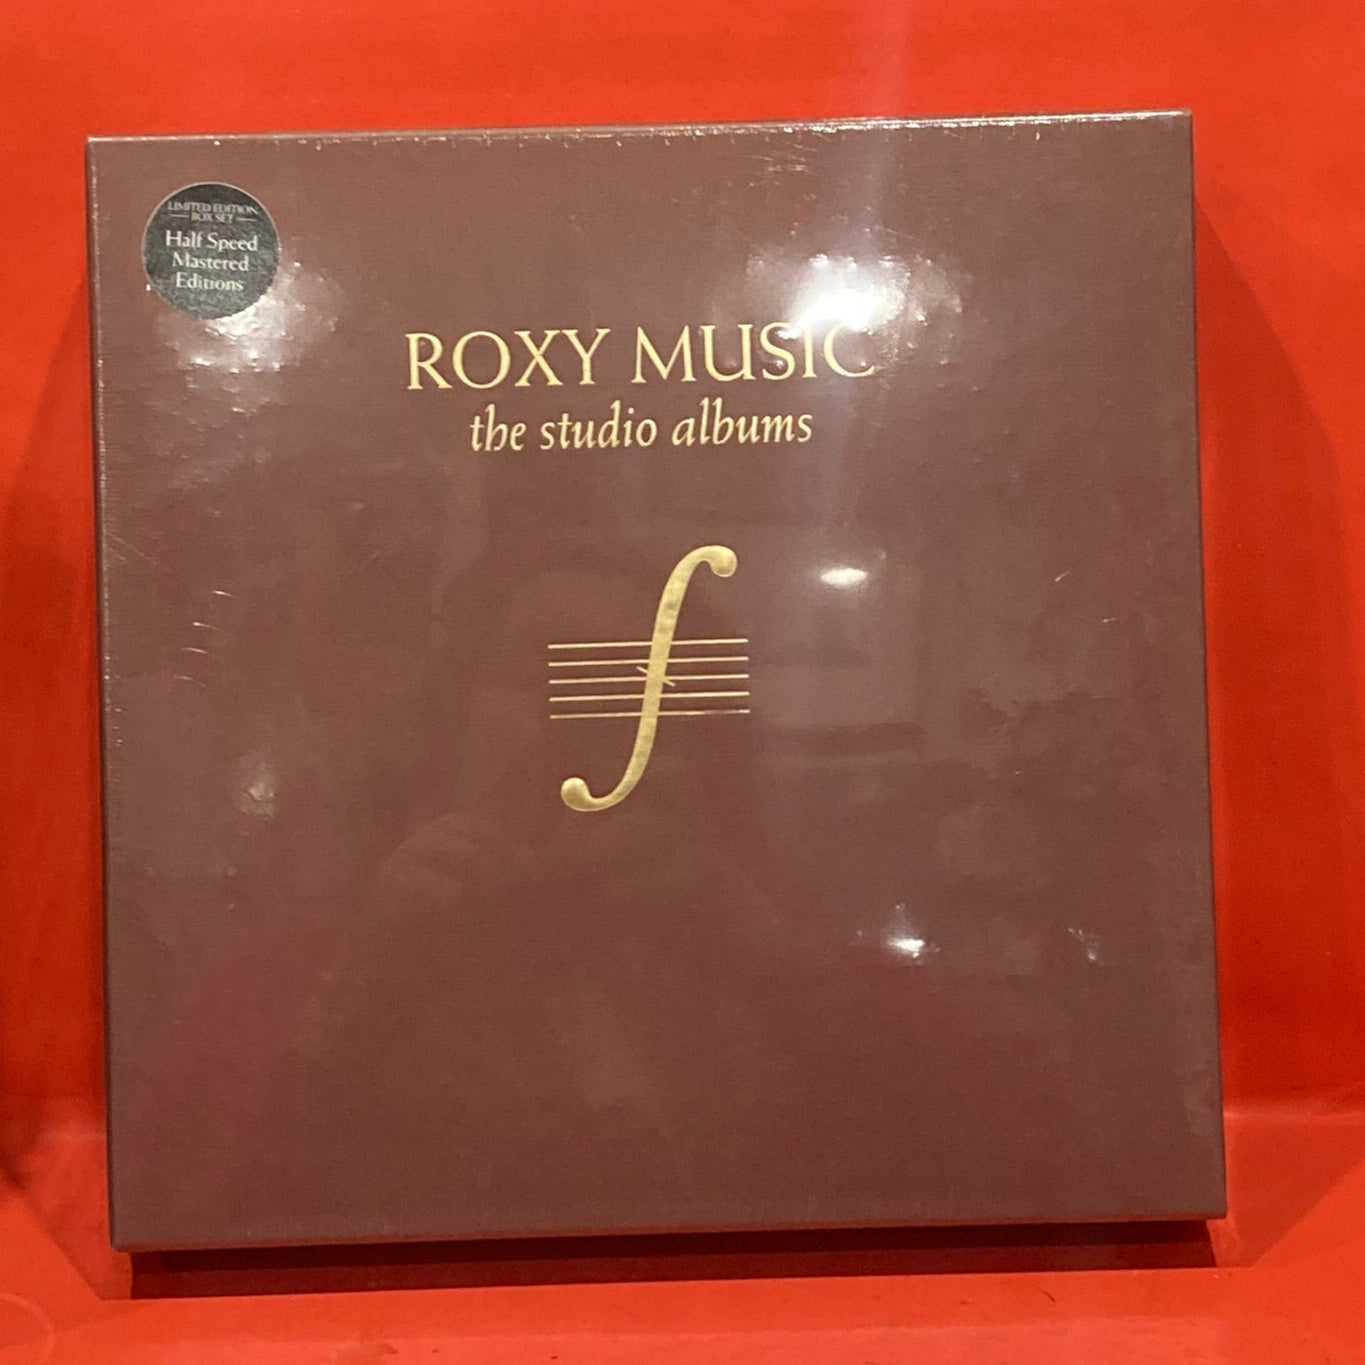 LIMITED EDITION
BOX SET
Half Speed
Mastered
Editions
ROXY MUSIC
the studio albums